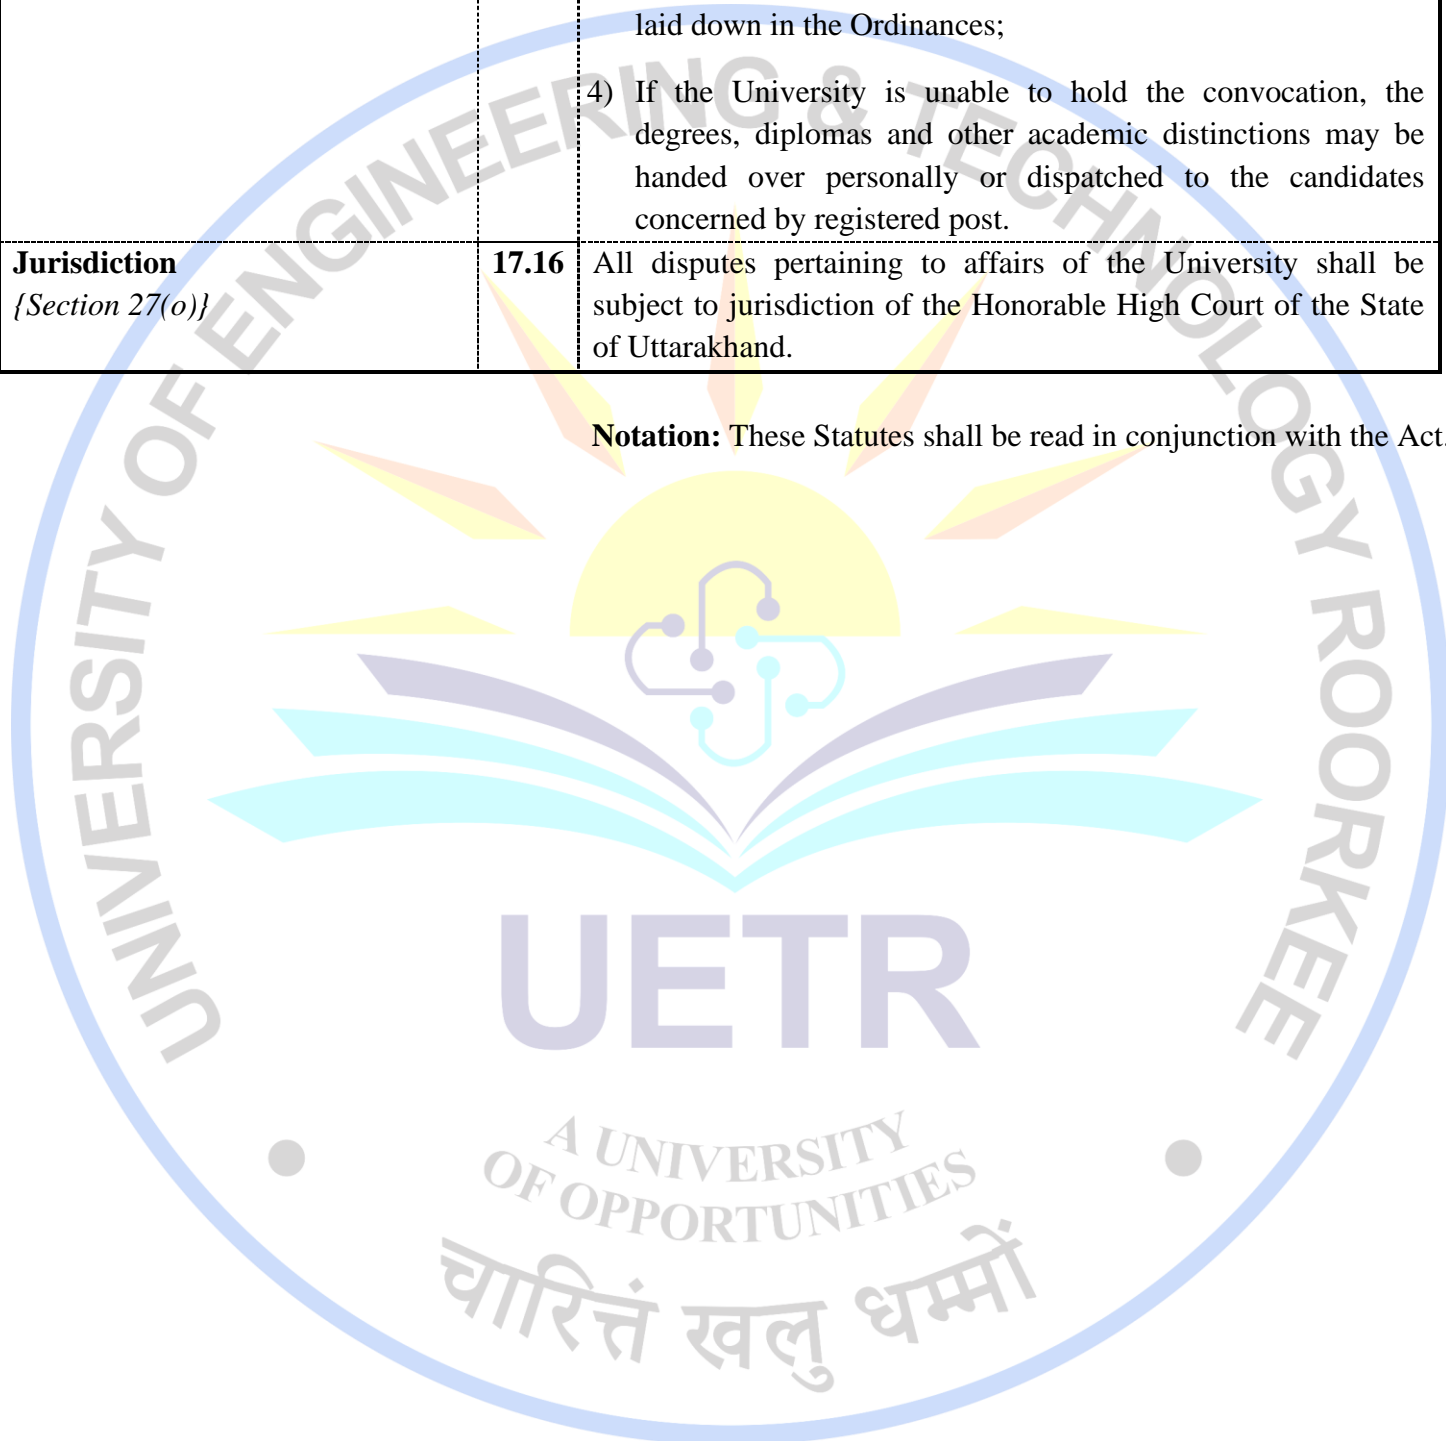 laid down in the Ordinances;
4) If the University is unable to hold the convocation, the
degrees, diplomas and other academic distinctions may be
handed over personally or dispatched to the candidates
concerned by registered post.
Jurisdiction 17.16 All disputes pertaining to affairs of the University shall be
{Section 27(o)} subject to jurisdiction of the Honorable High Court of the State
of Uttarakhand.
Notation: These Statutes shall be read in conjunction with the Act.
UNIVERSITY OF ENGINEERING & TECHNOLOGY ROORKEE
UETR
A UNIVERSITY
OF OPPORTUNITIES
चारित्तं खलु धम्मों